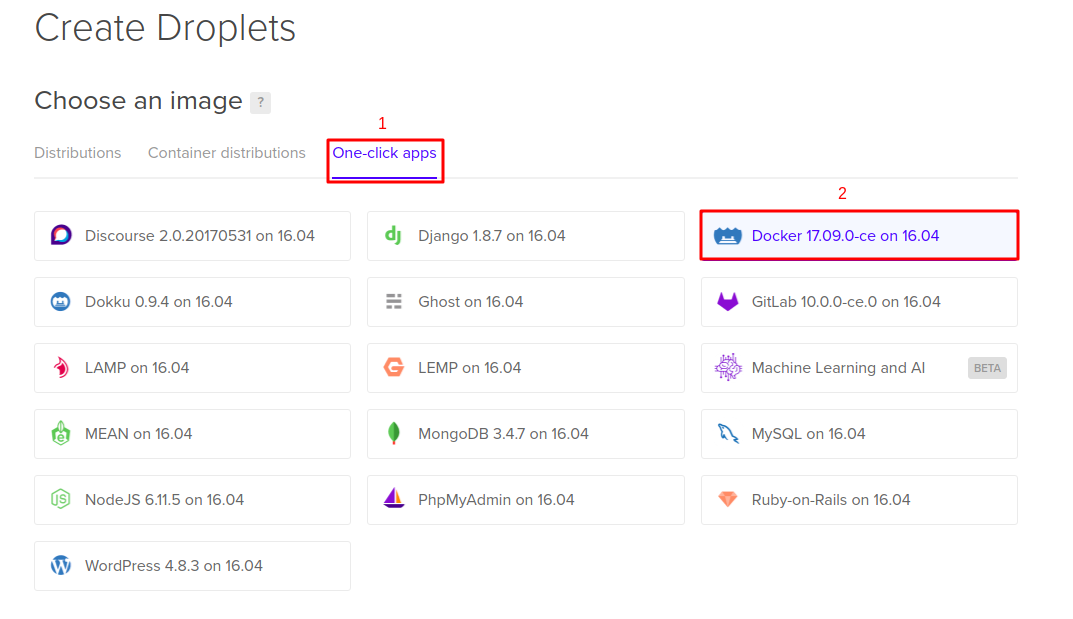 Create Droplets
Choose an image ?
1
Distributions Container distributions One-click apps
2
Discourse 2.0.20170531 on 16.04 Django 1.8.7 on 16.04 Docker 17.09.0-ce on 16.04
Dokku 0.9.4 on 16.04 Ghost on 16.04 GitLab 10.0.0-ce.0 on 16.04
LAMP on 16.04 LEMP on 16.04 Machine Learning and AI BETA
MEAN on 16.04 MongoDB 3.4.7 on 16.04 MySQL on 16.04
NodeJS 6.11.5 on 16.04 PhpMyAdmin on 16.04 Ruby-on-Rails on 16.04
WordPress 4.8.3 on 16.04